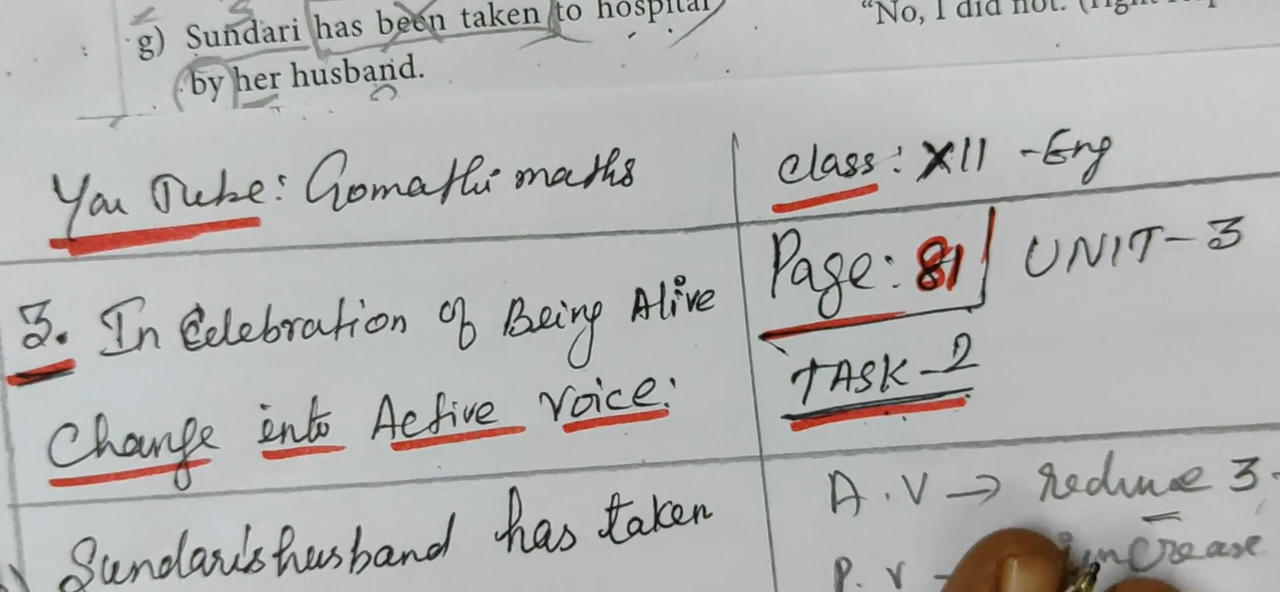 g) Sundari has been taken to hospital
by her husband.
"No, I did not.
You Tube: Gomathi maths
class: XII -Eng
Page: 81
UNIT-3
3. In Celebration of Being Alive
TASK-2
Change into Active Voice:
A.V → reduce 3
Sundari's husband has taken
P.V
increase